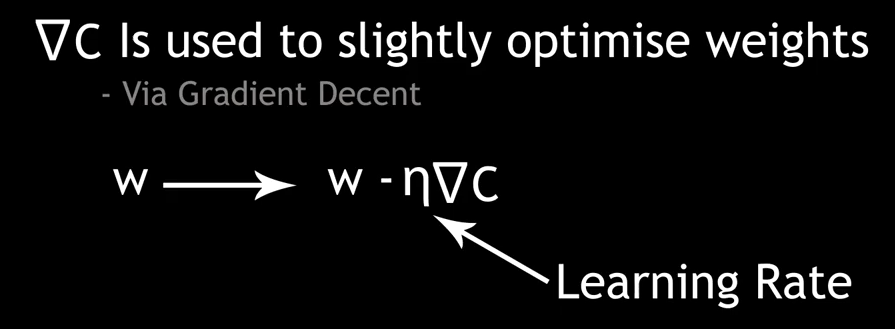 ∇C Is used to slightly optimise weights
- Via Gradient Decent
w ⟶ w - η∇C
Learning Rate